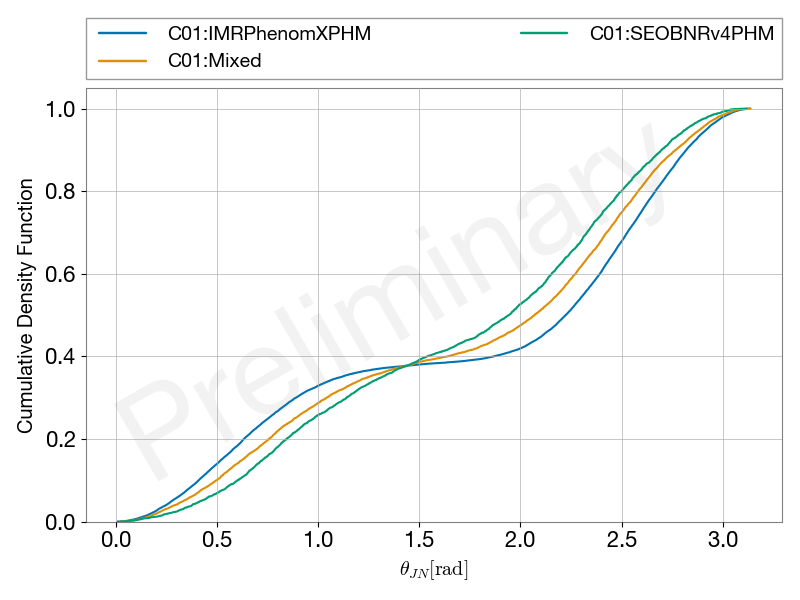 C01:IMRPhenomXPHM
C01:Mixed
C01:SEOBNRv4PHM
1.0
0.8
0.6
0.4
0.2
0.0
Cumulative Density Function
Preliminary
0.0 0.5 1.0 1.5 2.0 2.5 3.0
θ_JN[rad]